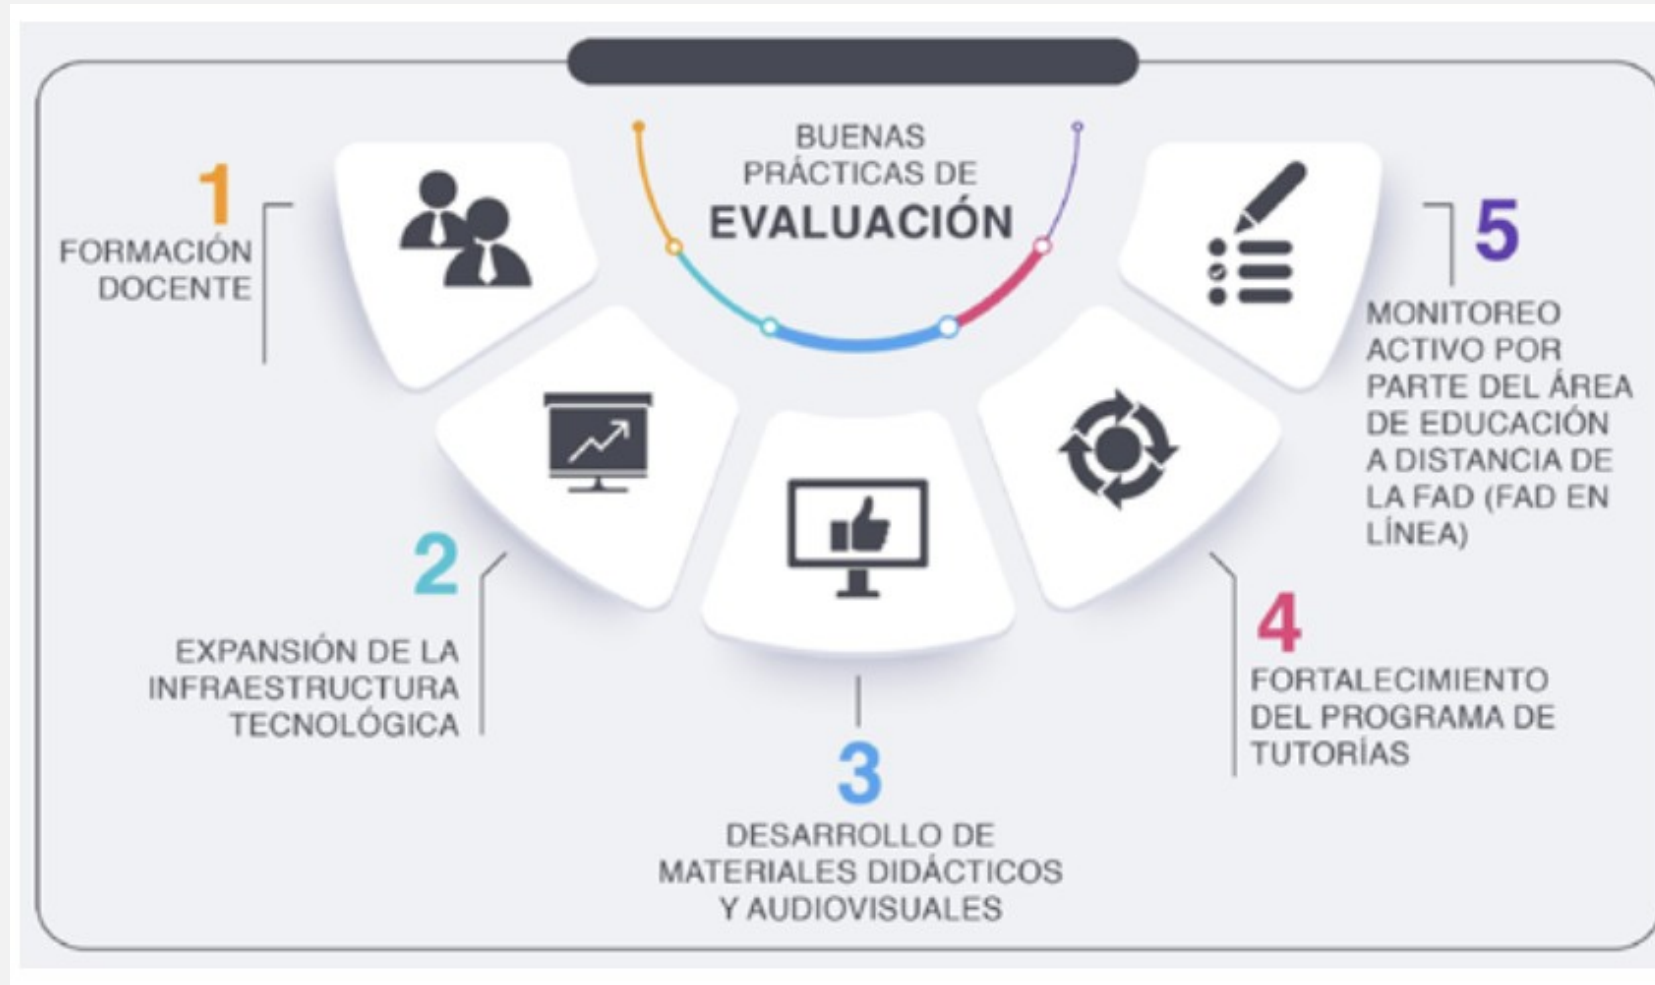 BUENAS
PRÁCTICAS DE
EVALUACIÓN
1
FORMACIÓN
DOCENTE
2
EXPANSIÓN DE LA
INFRAESTRUCTURA
TECNOLÓGICA
3
DESARROLLO DE
MATERIALES DIDÁCTICOS
Y AUDIOVISUALES
4
FORTALECIMIENTO
DEL PROGRAMA DE
TUTORÍAS
5
MONITOREO
ACTIVO POR
PARTE DEL ÁREA
DE EDUCACIÓN
A DISTANCIA DE
LA FAD (FAD EN
LÍNEA)